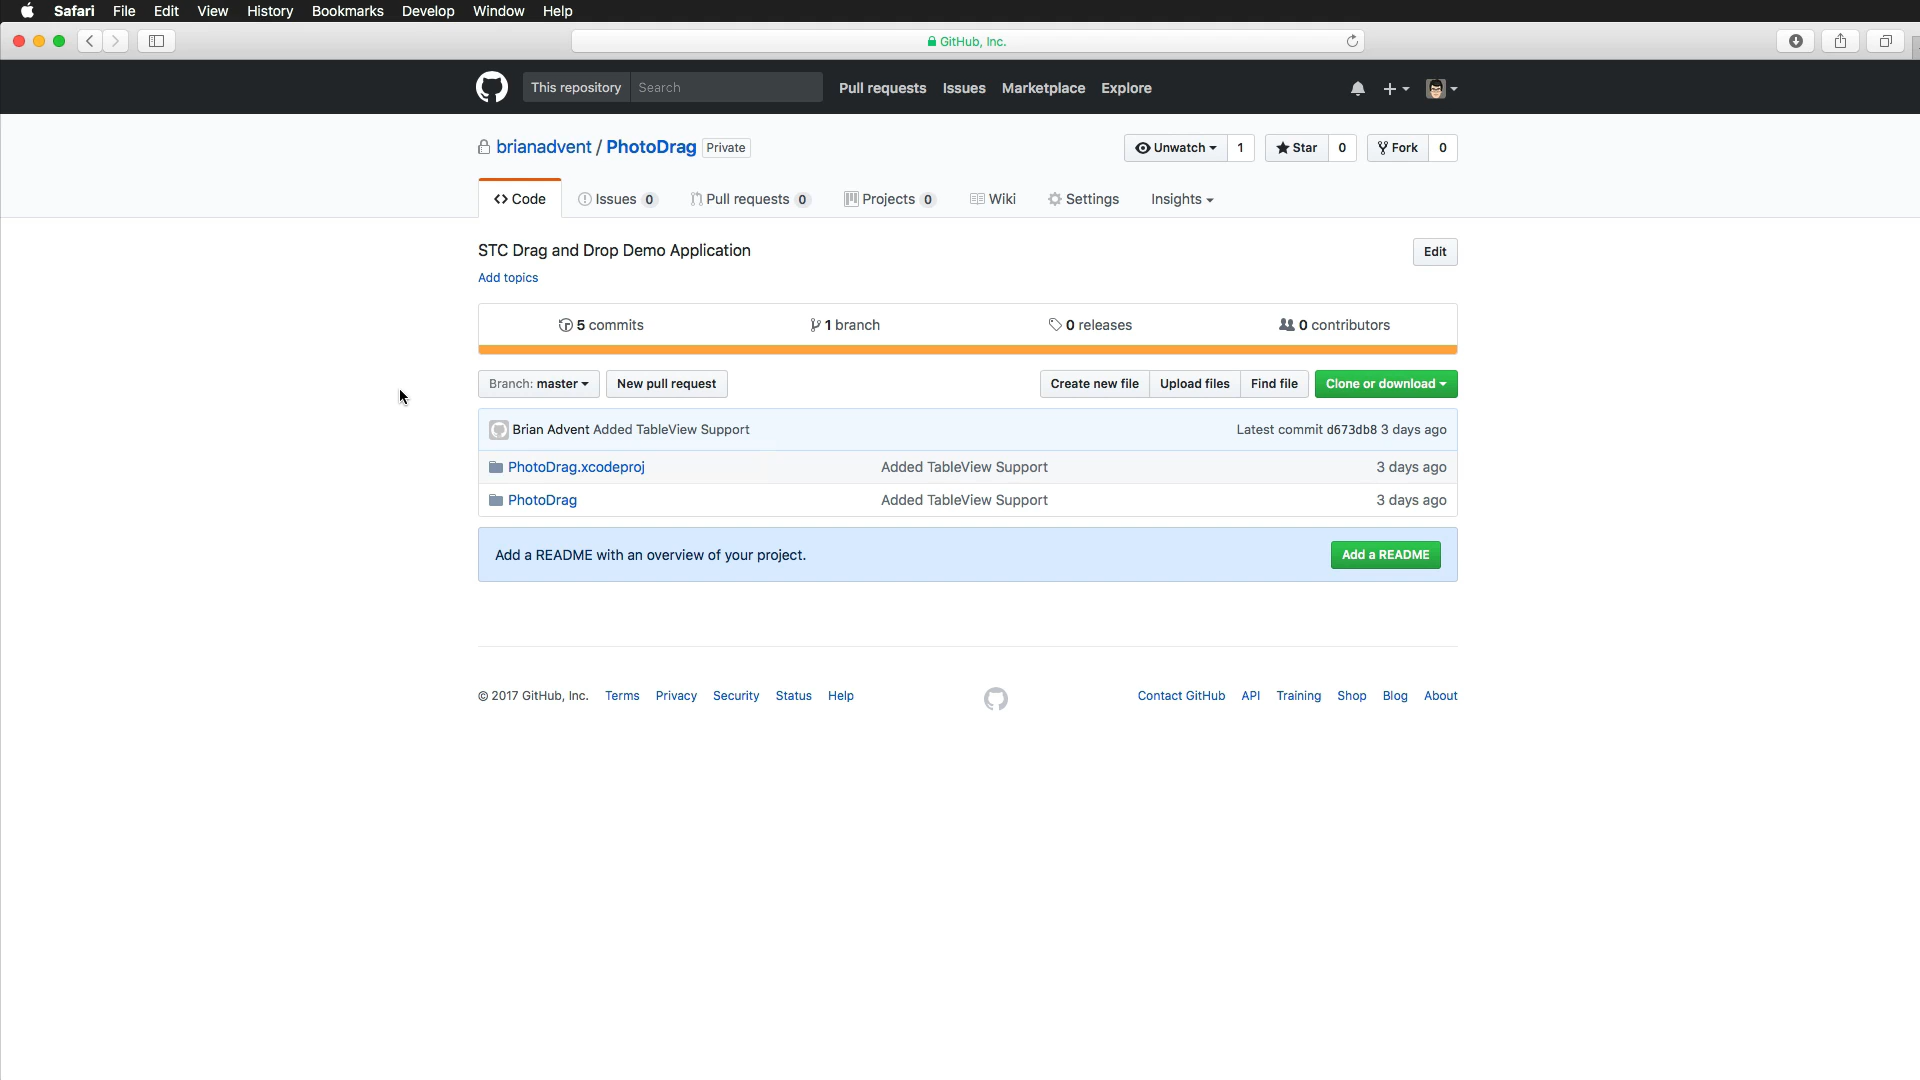 Safari File Edit View History Bookmarks Develop Window Help
GitHub, Inc.
This repository Search Pull requests Issues Marketplace Explore
brianadvent / PhotoDrag Private Unwatch 1 Star 0 Fork 0
Code Issues 0 Pull requests 0 Projects 0 Wiki Settings Insights
STC Drag and Drop Demo Application Edit
Add topics
5 commits 1 branch 0 releases 0 contributors
Branch: master New pull request Create new file Upload files Find file Clone or download
Brian Advent Added TableView Support Latest commit d673db8 3 days ago
PhotoDrag.xcodeproj Added TableView Support 3 days ago
PhotoDrag Added TableView Support 3 days ago
Add a README with an overview of your project. Add a README
© 2017 GitHub, Inc. Terms Privacy Security Status Help Contact GitHub API Training Shop Blog About